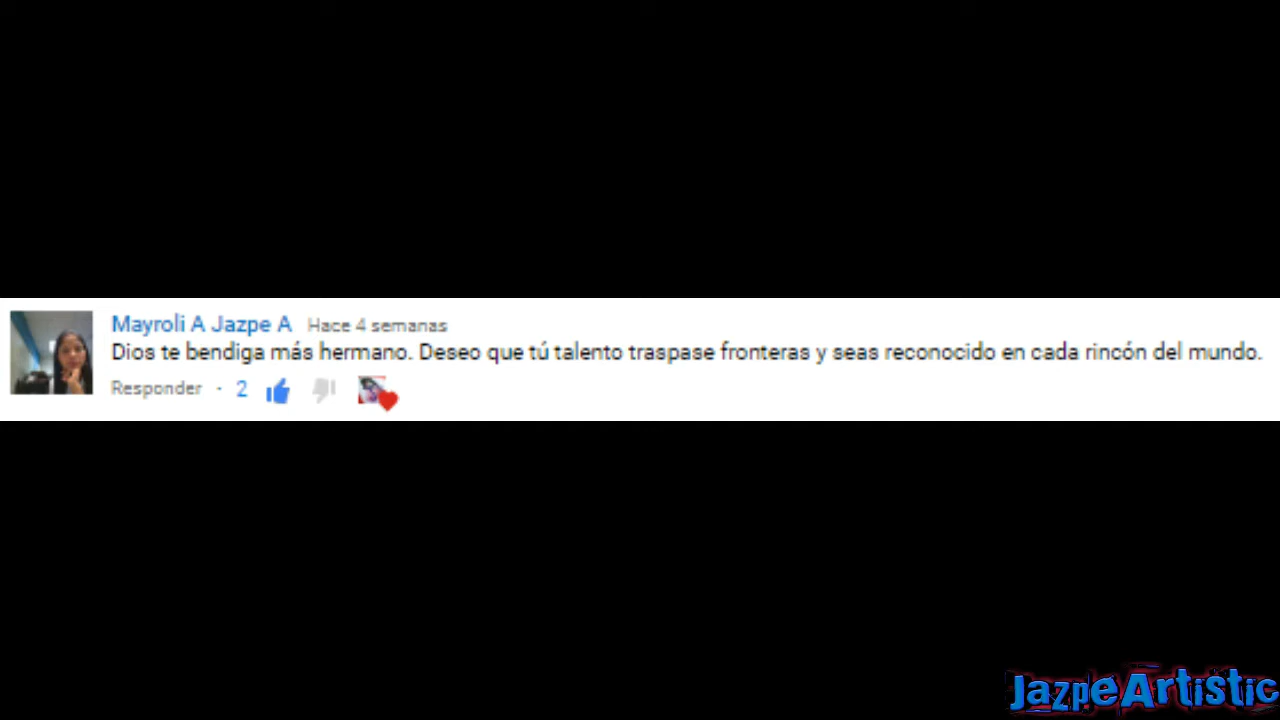 Mayroli A Jazpe A Hace 4 semanas
Dios te bendiga más hermano. Deseo que tú talento traspase fronteras y seas reconocido en cada rincón del mundo.
Responder · 2
JazpeArtistic